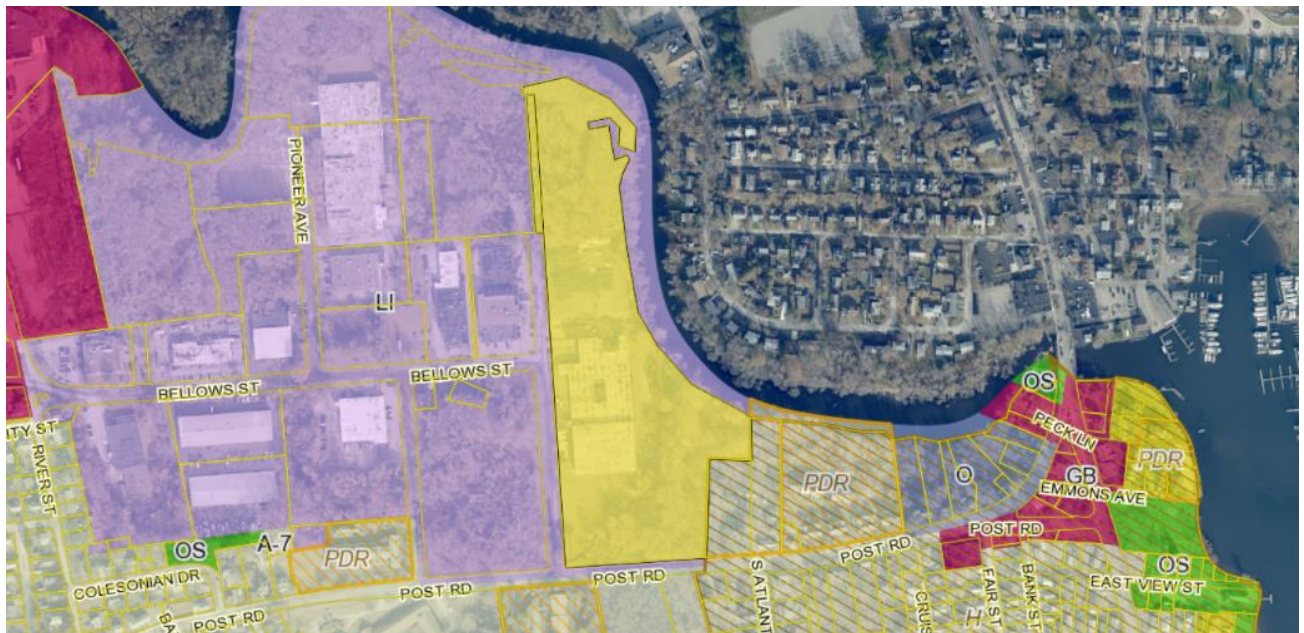 PIONEER AVE
LI
BELLOWS ST
BELLOWS ST
ITY ST
RIVER ST
OS
A-7
PDR
COLESONIAN DR
BA
POST RD
POST RD
POST RD
S ATLANT
PDR
O
POST RD
OS
PECK LN
GB
EMMONS AVE
PDR
POST RD
OS
EAST VIEW ST
CRUIS
H
FAIR ST
BANK ST